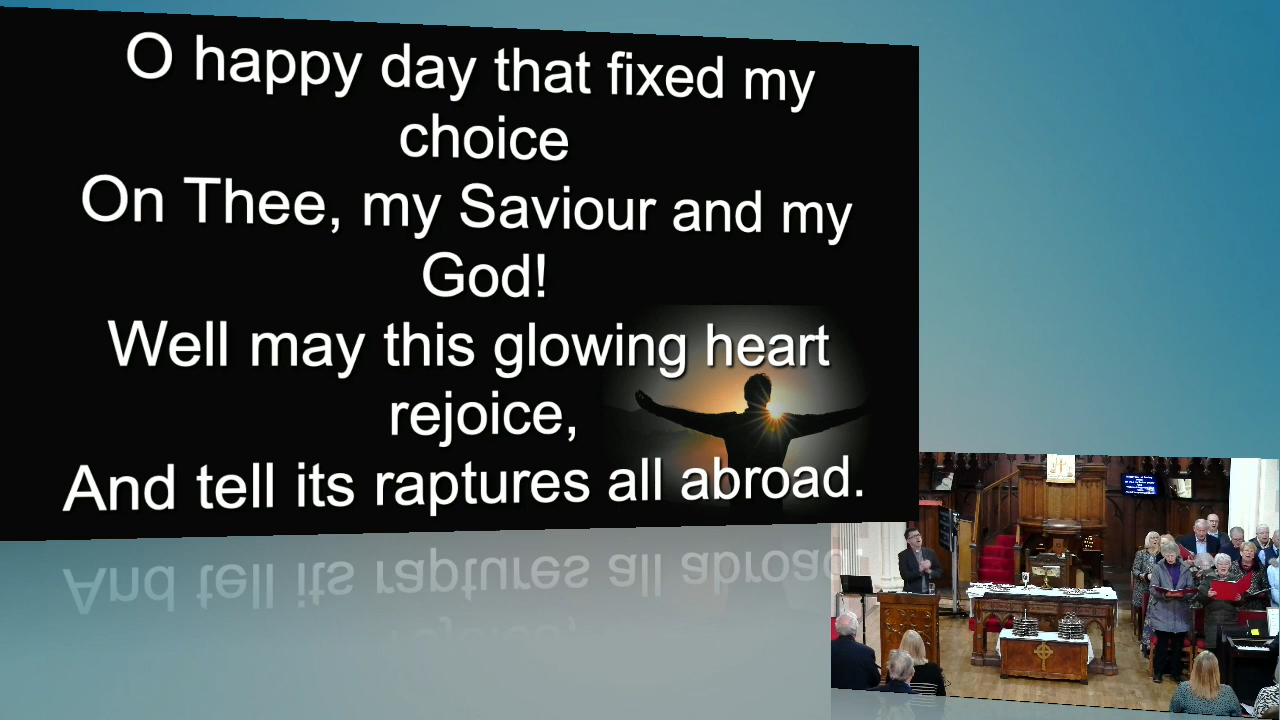 O happy day that fixed my
choice
On Thee, my Saviour and my
God!
Well may this glowing heart
rejoice,
And tell its raptures all abroad.